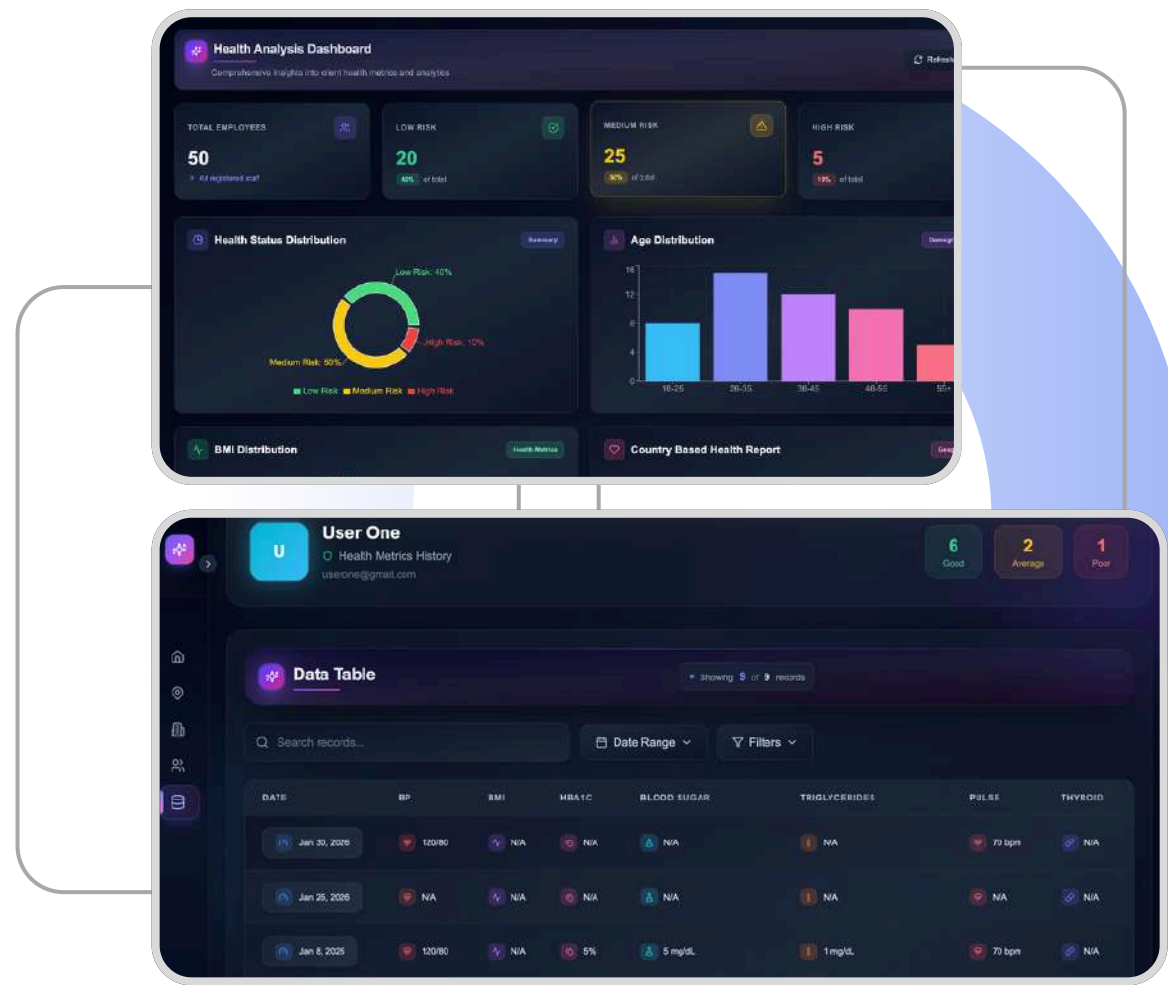 Health Analysis Dashboard
Comprehensive insights into client health metrics and analytics
Refresh
TOTAL EMPLOYEES
50
All registered staff
LOW RISK
20
40% of total
MEDIUM RISK
25
50% of total
HIGH RISK
5
10% of total
Health Status Distribution
Summary
Low Risk: 40%
High Risk: 10%
Medium Risk: 50%
Low Risk Medium Risk High Risk
Age Distribution
Demogr
16
12
8
4
0
18-25 26-35 36-45 46-55 55+
BMI Distribution
Health Metrics
Country Based Health Report
Geog
U
User One
Health Metrics History
userone@gmail.com
6
Good
2
Average
1
Poor
Data Table
Showing 9 of 9 records
Search records...
Date Range
Filters
DATE BP BMI HBA1C BLOOD SUGAR TRIGLYCERIDES PULSE THYROID
Jan 30, 2026 120/80 N/A N/A N/A N/A 70 bpm N/A
Jan 25, 2026 N/A N/A N/A N/A N/A N/A N/A
Jan 8, 2026 120/80 N/A 5% 5 mg/dL 1 mg/dL 70 bpm N/A